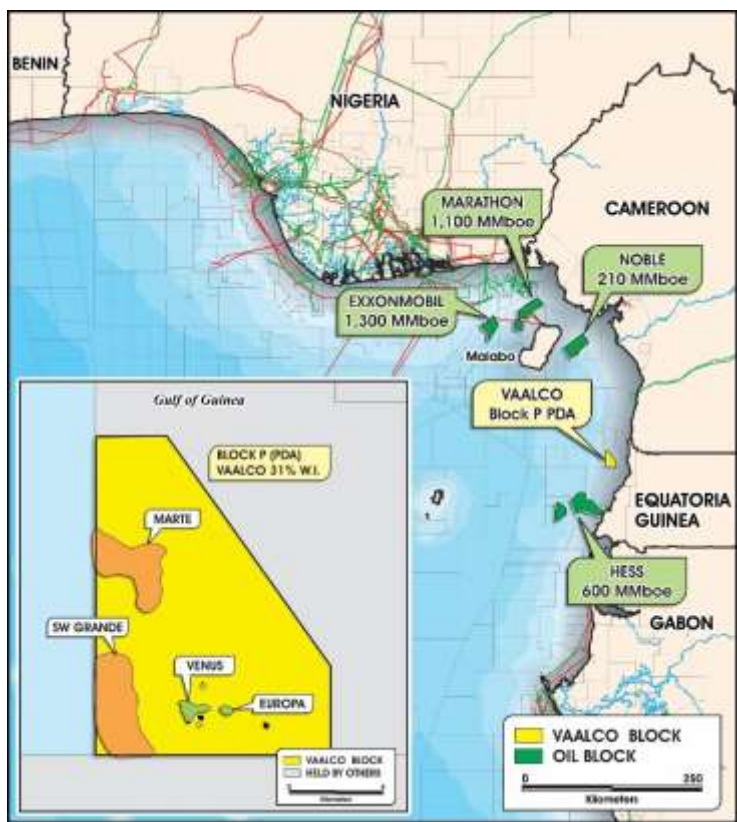 BENIN
NIGERIA
CAMEROON
MARATHON
1,100 MMboe
NOBLE
210 MMboe
EXXONMOBIL
1,300 MMboe
Malabo
VAALCO
Block P PDA
EQUATORIA
GUINEA
HESS
600 MMboe
GABON
Gulf of Guinea
BLOCK P (PDA)
VAALCO 31% W.I.
MARTE
SW GRANDE
VENUS
EUROPA
VAALCO BLOCK
HELD BY OTHERS
Kilometers
VAALCO BLOCK
OIL BLOCK
0 250
Kilometers